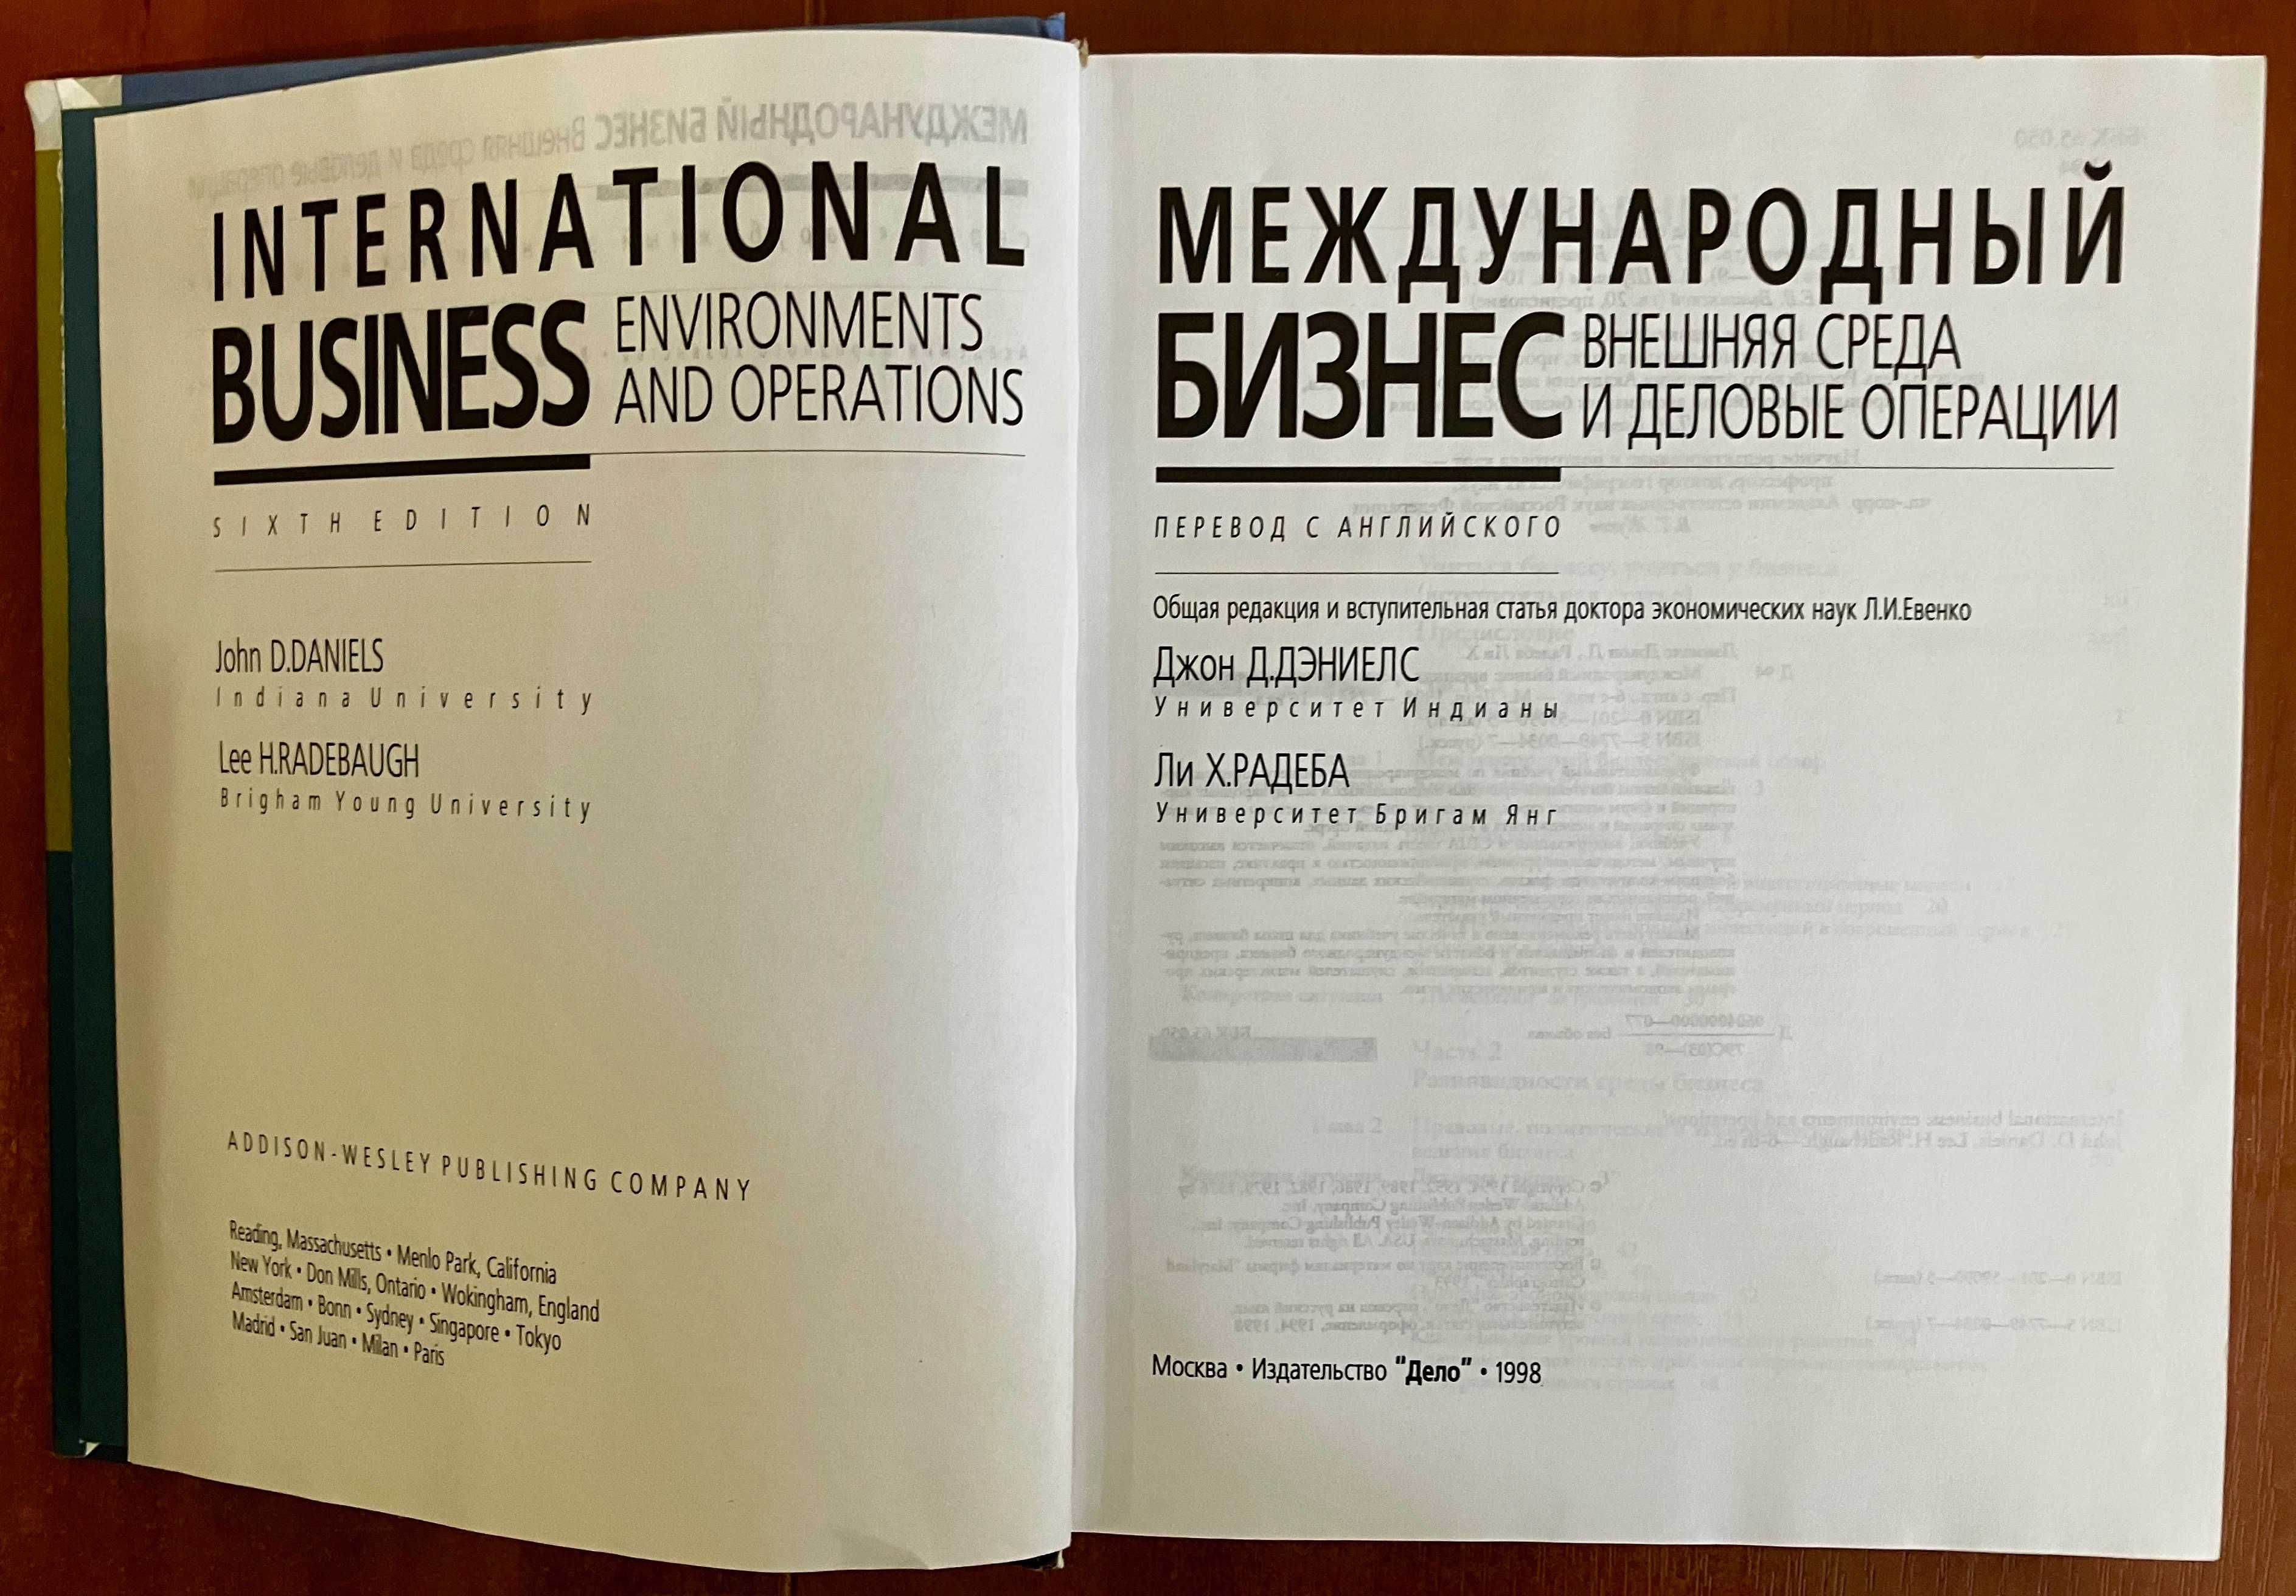 INTERNATIONAL
BUSINESS ENVIRONMENTS
AND OPERATIONS
SIXTH EDITION
John D.DANIELS
Indiana University
Lee H.RADEBAUGH
Brigham Young University
ADDISON-WESLEY PUBLISHING COMPANY
Reading, Massachusetts • Menlo Park, California
New York • Don Mills, Ontario • Wokingham, England
Amsterdam • Bonn • Sydney • Singapore • Tokyo
Madrid • San Juan • Milan • Paris
МЕЖДУНАРОДНЫЙ
БИЗНЕС ВНЕШНЯЯ СРЕДА
И ДЕЛОВЫЕ ОПЕРАЦИИ
ПЕРЕВОД С АНГЛИЙСКОГО
Общая редакция и вступительная статья доктора экономических наук Л.И.Евенко
Джон Д.ДЭНИЕЛС
Университет Индианы
Ли Х.РАДЕБА
Университет Бригам Янг
Москва • Издательство "Дело" • 1998